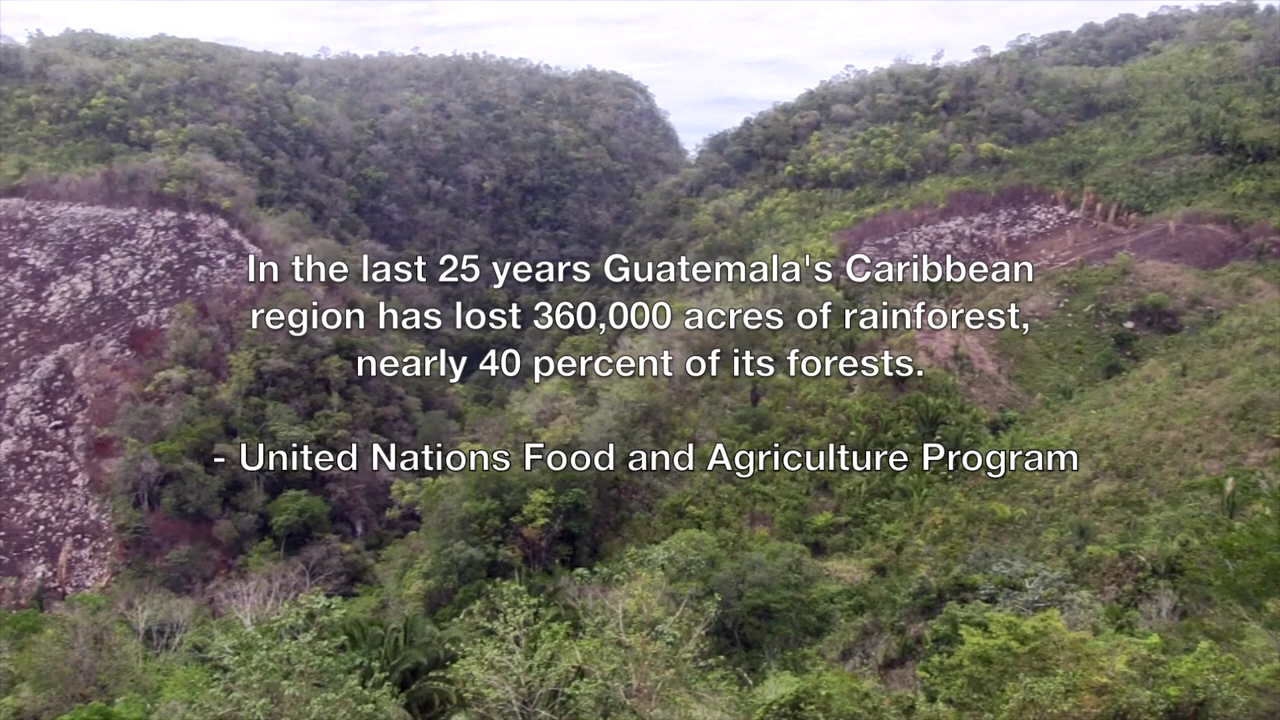 In the last 25 years Guatemala's Caribbean
region has lost 360,000 acres of rainforest,
nearly 40 percent of its forests.
- United Nations Food and Agriculture Program